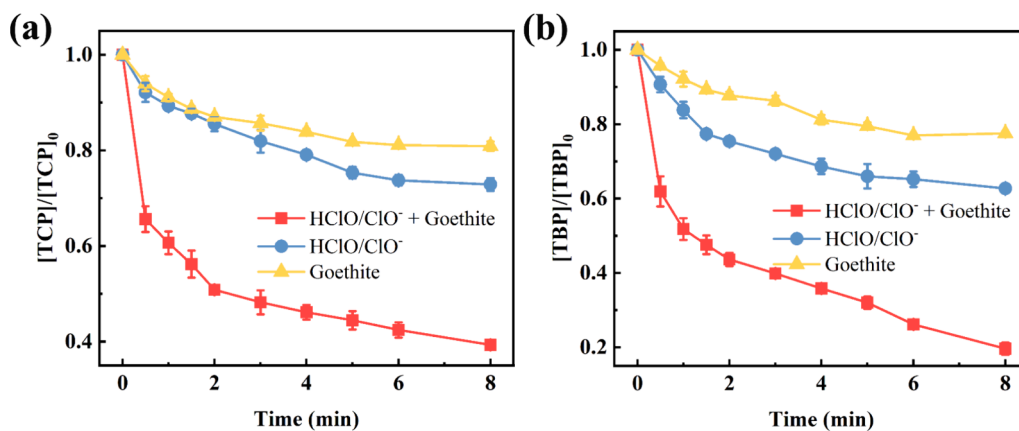 (a)
1.0
0.8
0.6
0.4
[TCP]/[TCP]₀
HClO/ClO⁻ + Goethite
HClO/ClO⁻
Goethite
0 2 4 6 8
Time (min)
(b)
1.0
0.8
0.6
0.4
0.2
[TBP]/[TBP]₀
HClO/ClO⁻ + Goethite
HClO/ClO⁻
Goethite
0 2 4 6 8
Time (min)